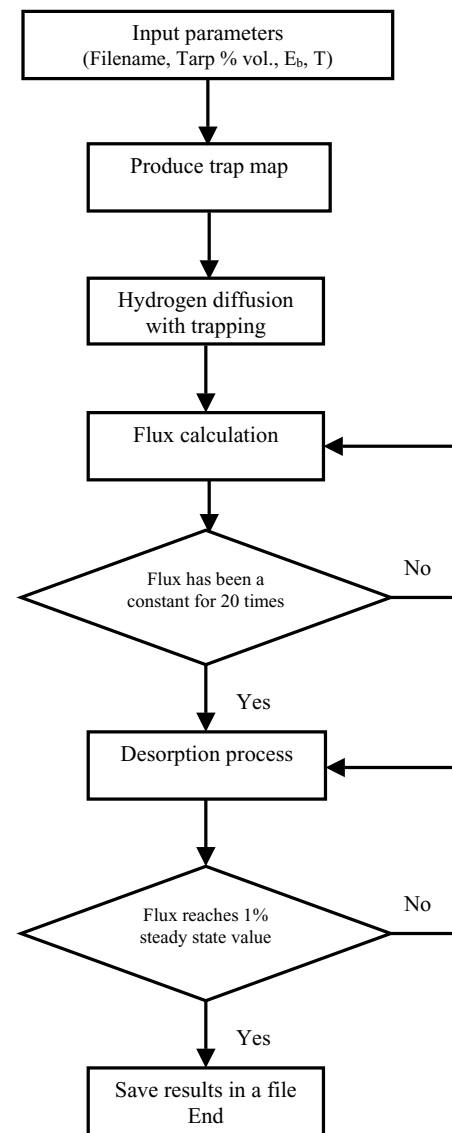 Input parameters
(Filename, Tarp % vol., E_b, T)
Produce trap map
Hydrogen diffusion
with trapping
Flux calculation
Flux has been a
constant for 20 times
No
Yes
Desorption process
Flux reaches 1%
steady state value
No
Yes
Save results in a file
End